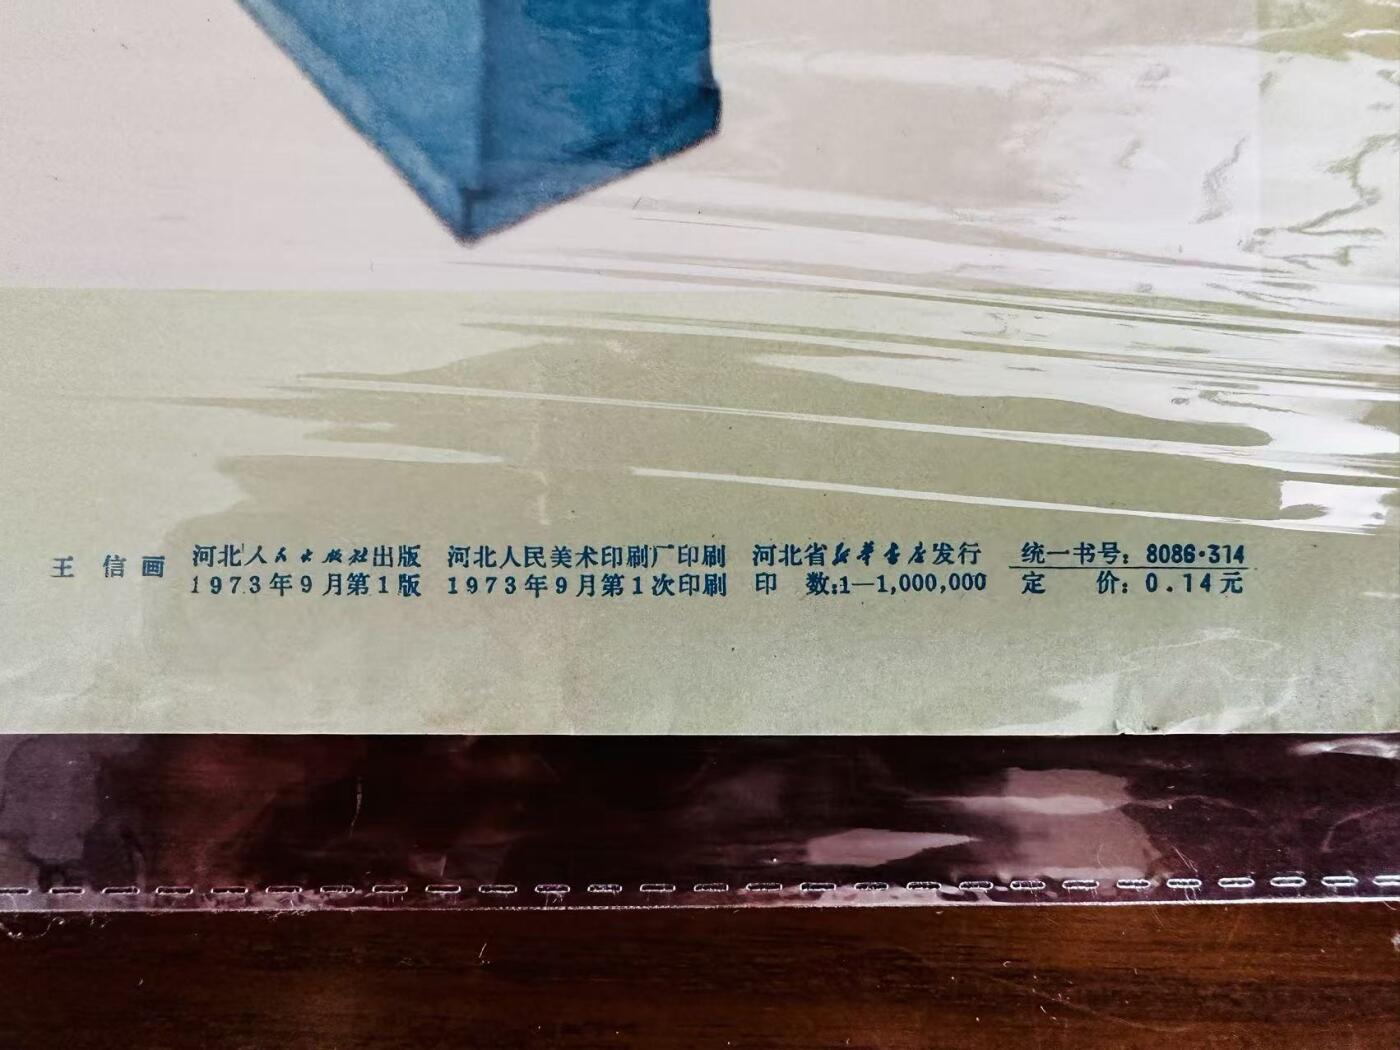 王 信 画
河北人民出版社出版 河北人民美术印刷厂印刷 河北省新华书店发行 统一书号：8086·314
1973年9月第1版 1973年9月第1次印刷 印 数：1—1,000,000 定 价：0.14元